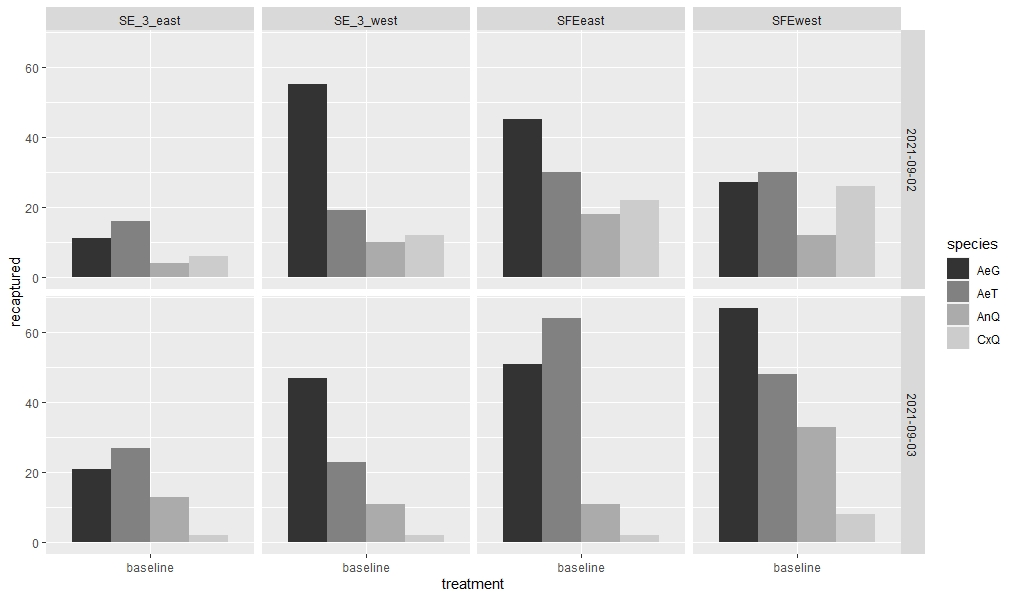 SE_3_east SE_3_west SFEeast SFEwest
60
40
20
0
2021-09-02
60
40
20
0
2021-09-03
recaptured
baseline baseline baseline baseline
treatment
species
AeG
AeT
AnQ
CxQ